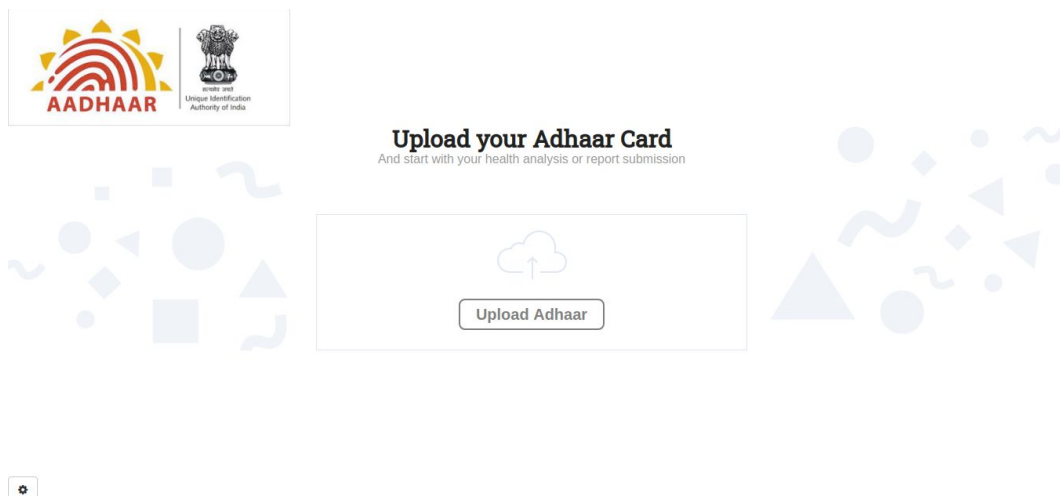 AADHAAR
सत्यमेव जयते
Unique Identification
Authority of India
Upload your Adhaar Card
And start with your health analysis or report submission
Upload Adhaar